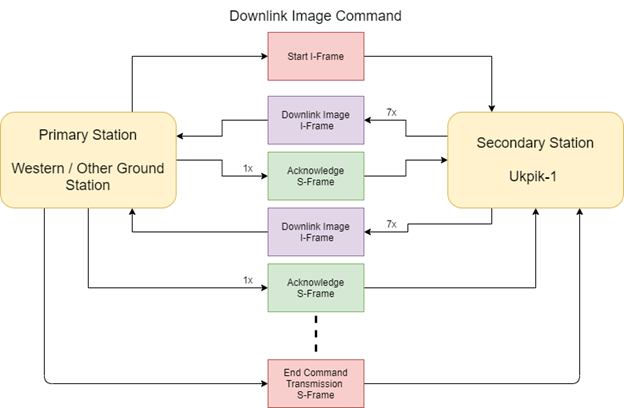 Downlink Image Command
Start I-Frame
Downlink Image
I-Frame
7x
Primary Station
Western / Other Ground
Station
Secondary Station
Ukpik-1
1x
Acknowledge
S-Frame
Downlink Image
I-Frame
7x
1x
Acknowledge
S-Frame
End Command
Transmission
S-Frame